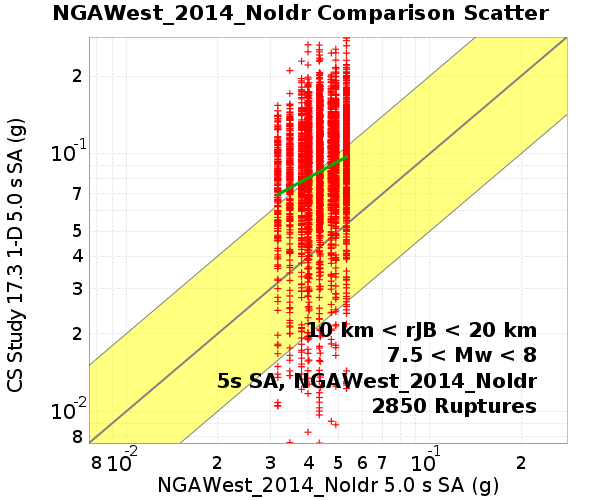 NGAWest_2014_NoIdr Comparison Scatter
CS Study 17.3 1-D 5.0 s SA (g)
2
10-1
7
5
4
3
2
10-2
8
10 km < rJB < 20 km
7.5 < Mw < 8
5s SA, NGAWest_2014_NoIdr
2850 Ruptures
8 10-2 2 3 4 5 6 7 10-1 2
NGAWest_2014_NoIdr 5.0 s SA (g)